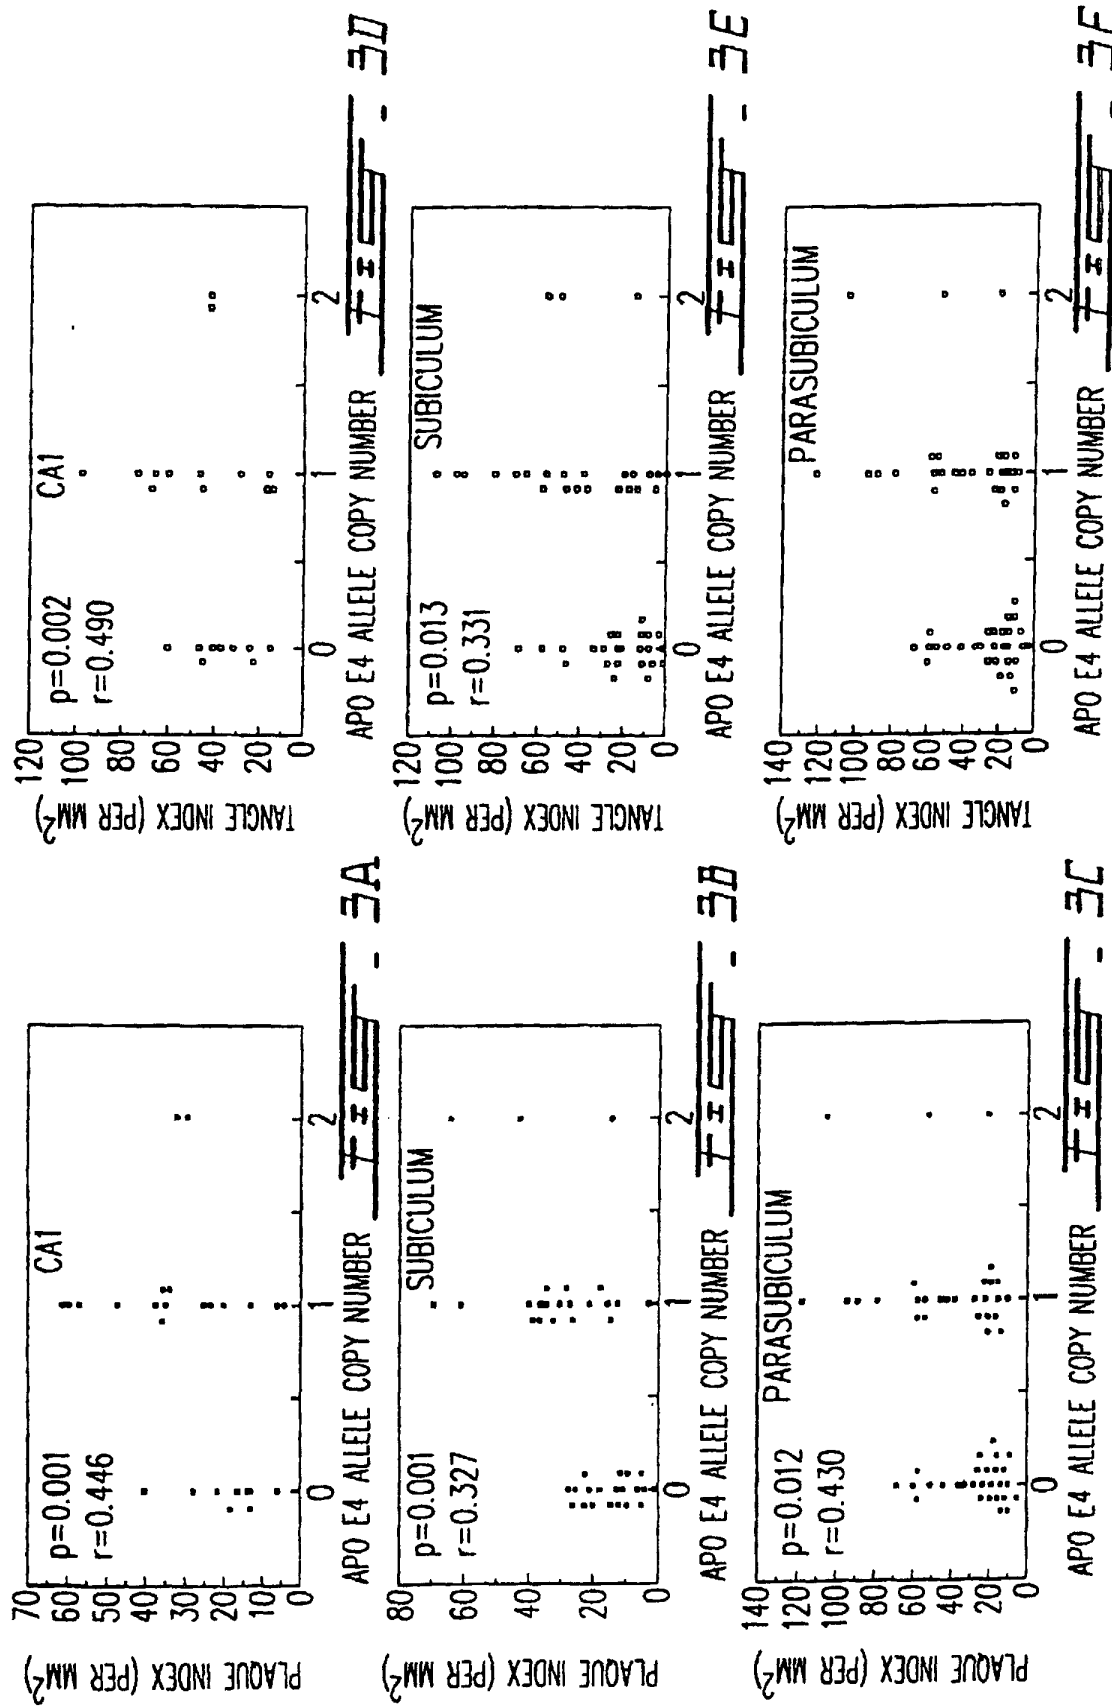 CA1
p=0.001
r=0.446
70
60
50
40
30
20
10
0
PLAQUE INDEX (PER MM²)
0
1
2
APO E4 ALLELE COPY NUMBER
FIG - 3A
SUBICULUM
p=0.001
r=0.327
80
60
40
20
0
PLAQUE INDEX (PER MM²)
0
1
2
APO E4 ALLELE COPY NUMBER
FIG - 3B
PARASUBICULUM
p=0.012
r=0.430
140
120
100
80
60
40
20
0
PLAQUE INDEX (PER MM²)
0
1
2
APO E4 ALLELE COPY NUMBER
FIG - 3C
CA1
p=0.002
r=0.490
120
100
80
60
40
20
0
TANGLE INDEX (PER MM²)
0
1
2
APO E4 ALLELE COPY NUMBER
FIG - 3D
SUBICULUM
p=0.013
r=0.331
120
100
80
60
40
20
0
TANGLE INDEX (PER MM²)
0
1
2
APO E4 ALLELE COPY NUMBER
FIG - 3E
PARASUBICULUM
140
120
100
80
60
40
20
0
TANGLE INDEX (PER MM²)
0
1
2
APO E4 ALLELE COPY NUMBER
FIG - 3F